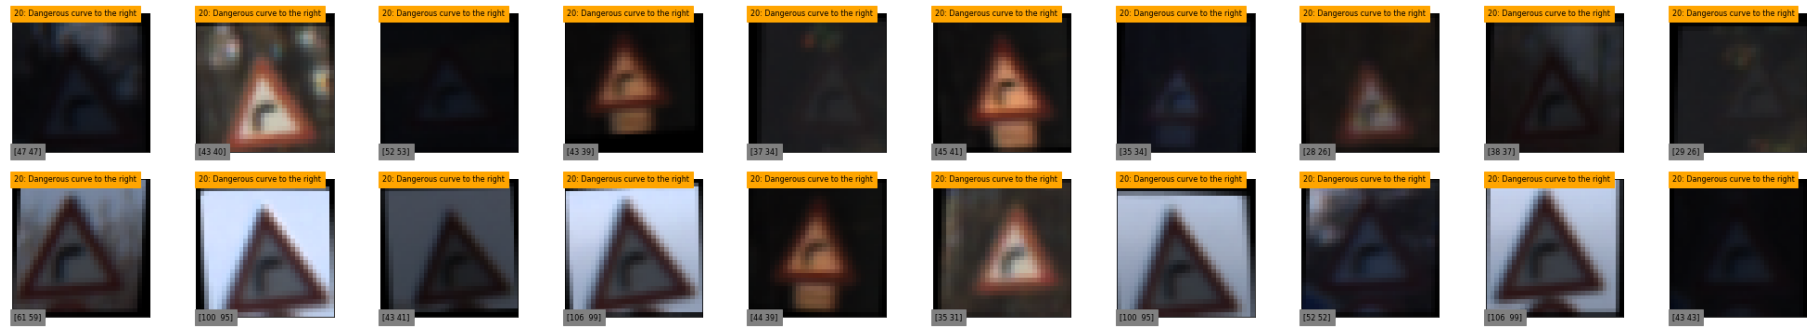 20: Dangerous curve to the right 20: Dangerous curve to the right 20: Dangerous curve to the right 20: Dangerous curve to the right 20: Dangerous curve to the right 20: Dangerous curve to the right 20: Dangerous curve to the right 20: Dangerous curve to the right 20: Dangerous curve to the right 20: Dangerous curve to the right
[47 47] [43 40] [52 53] [43 39] [37 34] [45 41] [35 34] [28 26] [38 37] [29 26]
20: Dangerous curve to the right 20: Dangerous curve to the right 20: Dangerous curve to the right 20: Dangerous curve to the right 20: Dangerous curve to the right 20: Dangerous curve to the right 20: Dangerous curve to the right 20: Dangerous curve to the right 20: Dangerous curve to the right 20: Dangerous curve to the right
[61 59] [100 95] [43 41] [106 99] [44 39] [35 31] [100 95] [52 52] [106 99] [43 43]